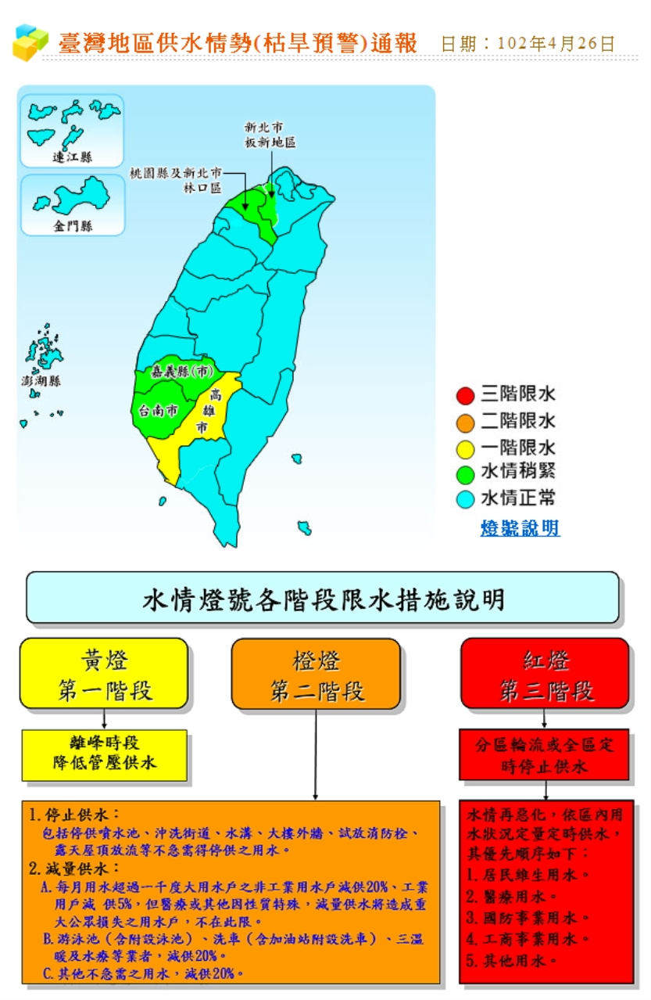 臺灣地區供水情勢(枯旱預警)通報
日期：102年4月26日
連江縣
金門縣
新北市
板新地區
桃園縣及新北市
林口區
澎湖縣
嘉義縣(市)
台南市
高
雄
市
三階限水
二階限水
一階限水
水情稍緊
水情正常
燈號說明
水情燈號各階段限水措施說明
黃燈
第一階段
橙燈
第二階段
紅燈
第三階段
離峰時段
降低管壓供水
分區輪流或全區定
時停止供水
1.停止供水：
包括停供噴水池、沖洗街道、水溝、大樓外牆、試放消防栓、
露天屋頂放流等不急需得停供之用水。
2.減量供水：
A.每月用水超過一千度大用水戶之非工業用水戶減供20%、工業
用戶減 供5%，但醫療或其他因性質特殊，減量供水將造成重
大公眾損失之用水戶，不在此限。
B.游泳池（含附設泳池）、洗車（含加油站附設洗車）、三溫
暖及水療等業者，減供20%。
C.其他不急需之用水，減供20%。
水情再惡化，依區內用
水狀況定量定時供水，
其優先順序如下：
1.居民維生用水。
2.醫療用水。
3.國防事業用水。
4.工商事業用水。
5.其他用水。